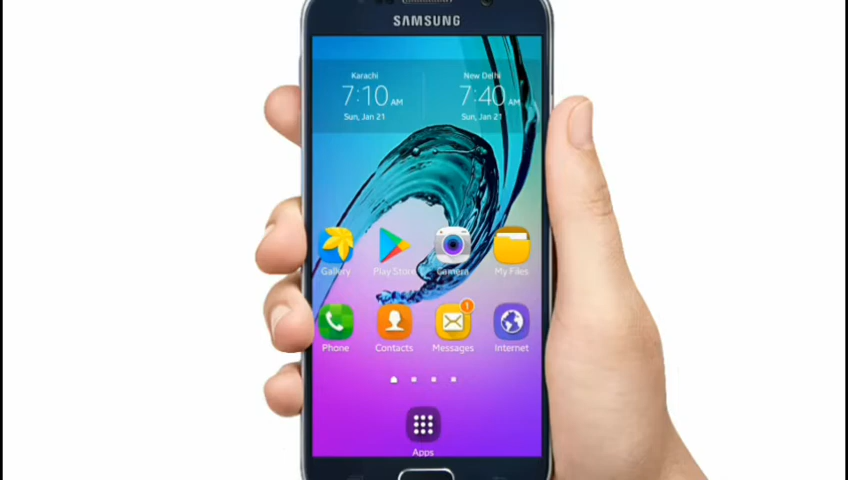 SAMSUNG
Karachi New Delhi
7:10 AM 7:40 AM
Sun, Jan 21 Sun, Jan 21
Gallery Play Store Camera My Files
1
Phone Contacts Messages Internet
Apps